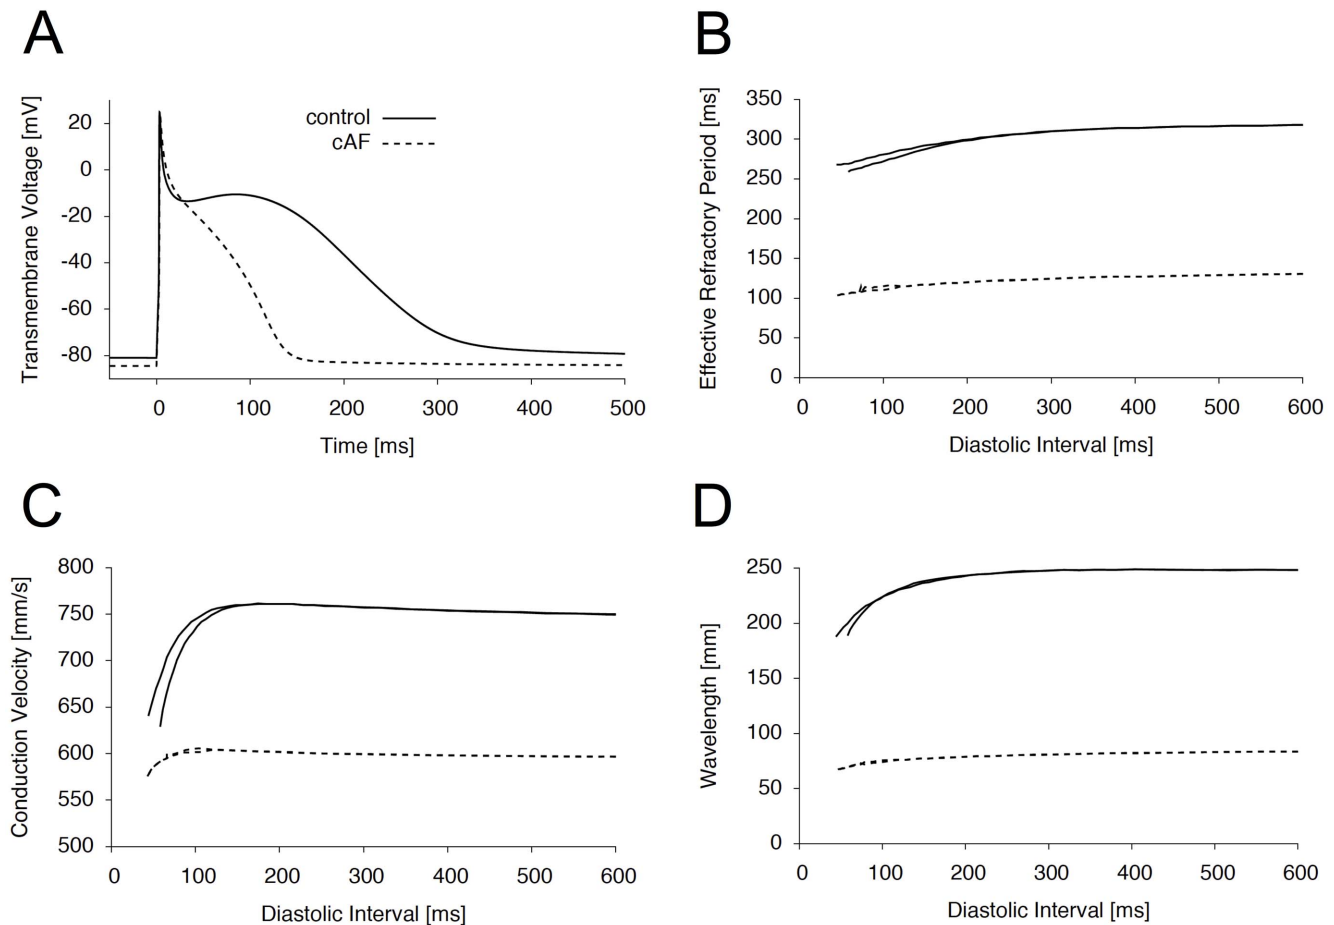 A
Transmembrane Voltage [mV]
20
0
-20
-40
-60
-80
control
cAF
0 100 200 300 400 500
Time [ms]
B
Effective Refractory Period [ms]
350
300
250
200
150
100
50
0
0 100 200 300 400 500 600
Diastolic Interval [ms]
C
Conduction Velocity [mm/s]
800
750
700
650
600
550
500
0 100 200 300 400 500 600
Diastolic Interval [ms]
D
Wavelength [mm]
250
200
150
100
50
0
0 100 200 300 400 500 600
Diastolic Interval [ms]